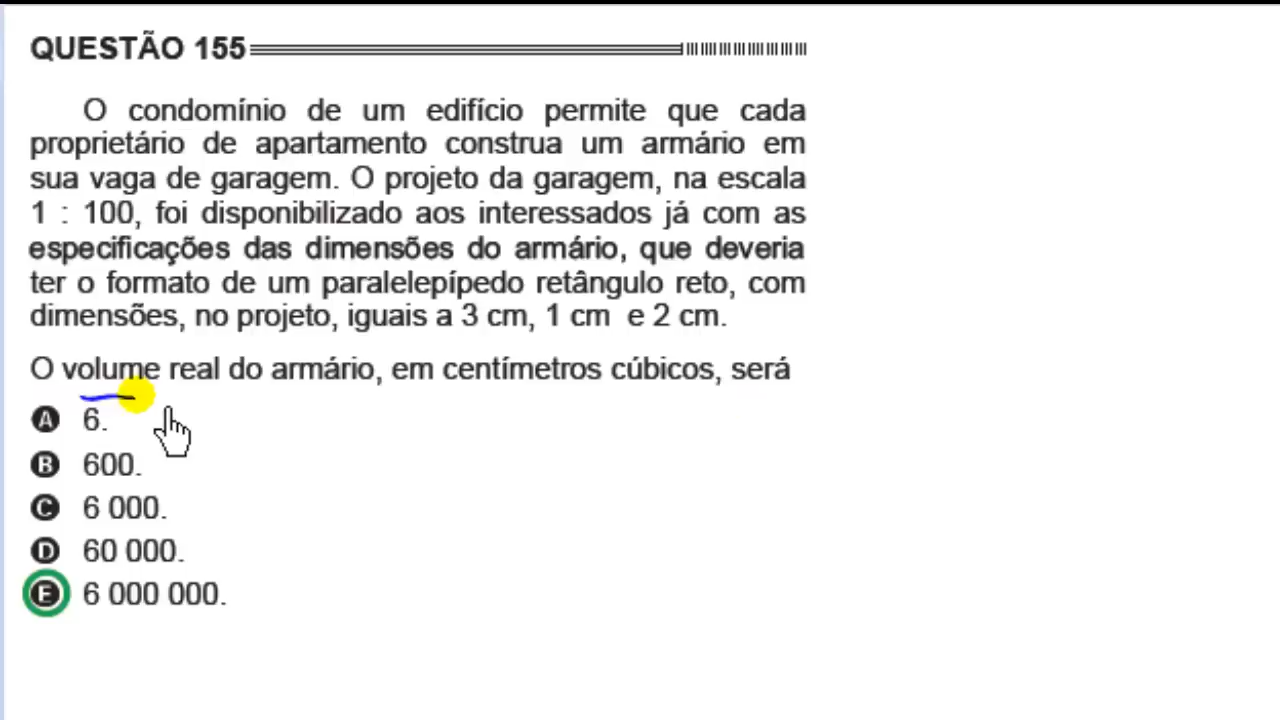 QUESTÃO 155
O condomínio de um edifício permite que cada
proprietário de apartamento construa um armário em
sua vaga de garagem. O projeto da garagem, na escala
1 : 100, foi disponibilizado aos interessados já com as
especificações das dimensões do armário, que deveria
ter o formato de um paralelepípedo retângulo reto, com
dimensões, no projeto, iguais a 3 cm, 1 cm e 2 cm.
O volume real do armário, em centímetros cúbicos, será
A 6.
B 600.
C 6 000.
D 60 000.
E 6 000 000.